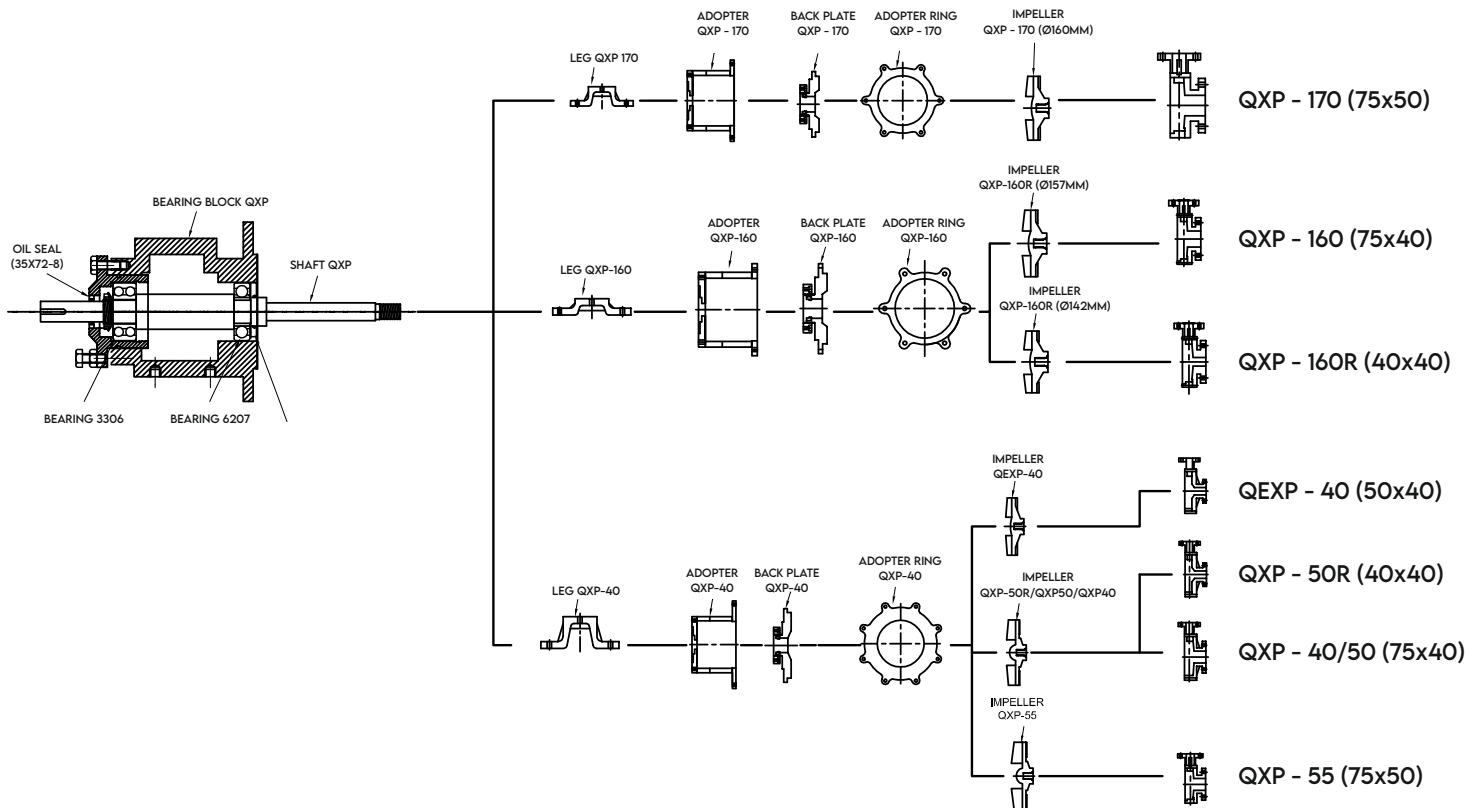 ADOPTER
QXP - 170
BACK PLATE
QXP - 170
ADOPTER RING
QXP - 170
IMPELLER
QXP - 170 (Ø160MM)
LEG QXP 170
QXP - 170 (75x50)
IMPELLER
QXP-160R (Ø157MM)
BEARING BLOCK QXP
ADOPTER
QXP-160
BACK PLATE
QXP-160
ADOPTER RING
QXP-160
QXP - 160 (75x40)
OIL SEAL
(35X72-8)
SHAFT QXP
LEG QXP-160
IMPELLER
QXP-160R (Ø142MM)
QXP - 160R (40x40)
BEARING 3306
BEARING 6207
IMPELLER
QEXP-40
QEXP - 40 (50x40)
ADOPTER
QXP-40
BACK PLATE
QXP-40
ADOPTER RING
QXP-40
IMPELLER
QXP-50R/QXP50/QXP40
QXP - 50R (40x40)
LEG QXP-40
QXP - 40/50 (75x40)
IMPELLER
QXP-55
QXP - 55 (75x50)